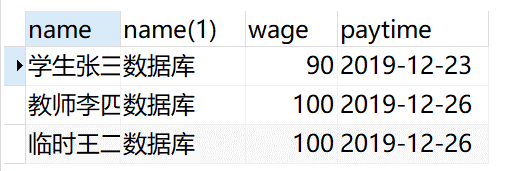 name name(1) wage paytime
学生张三 数据库 90 2019-12-23
教师李四 数据库 100 2019-12-26
临时王二 数据库 100 2019-12-26